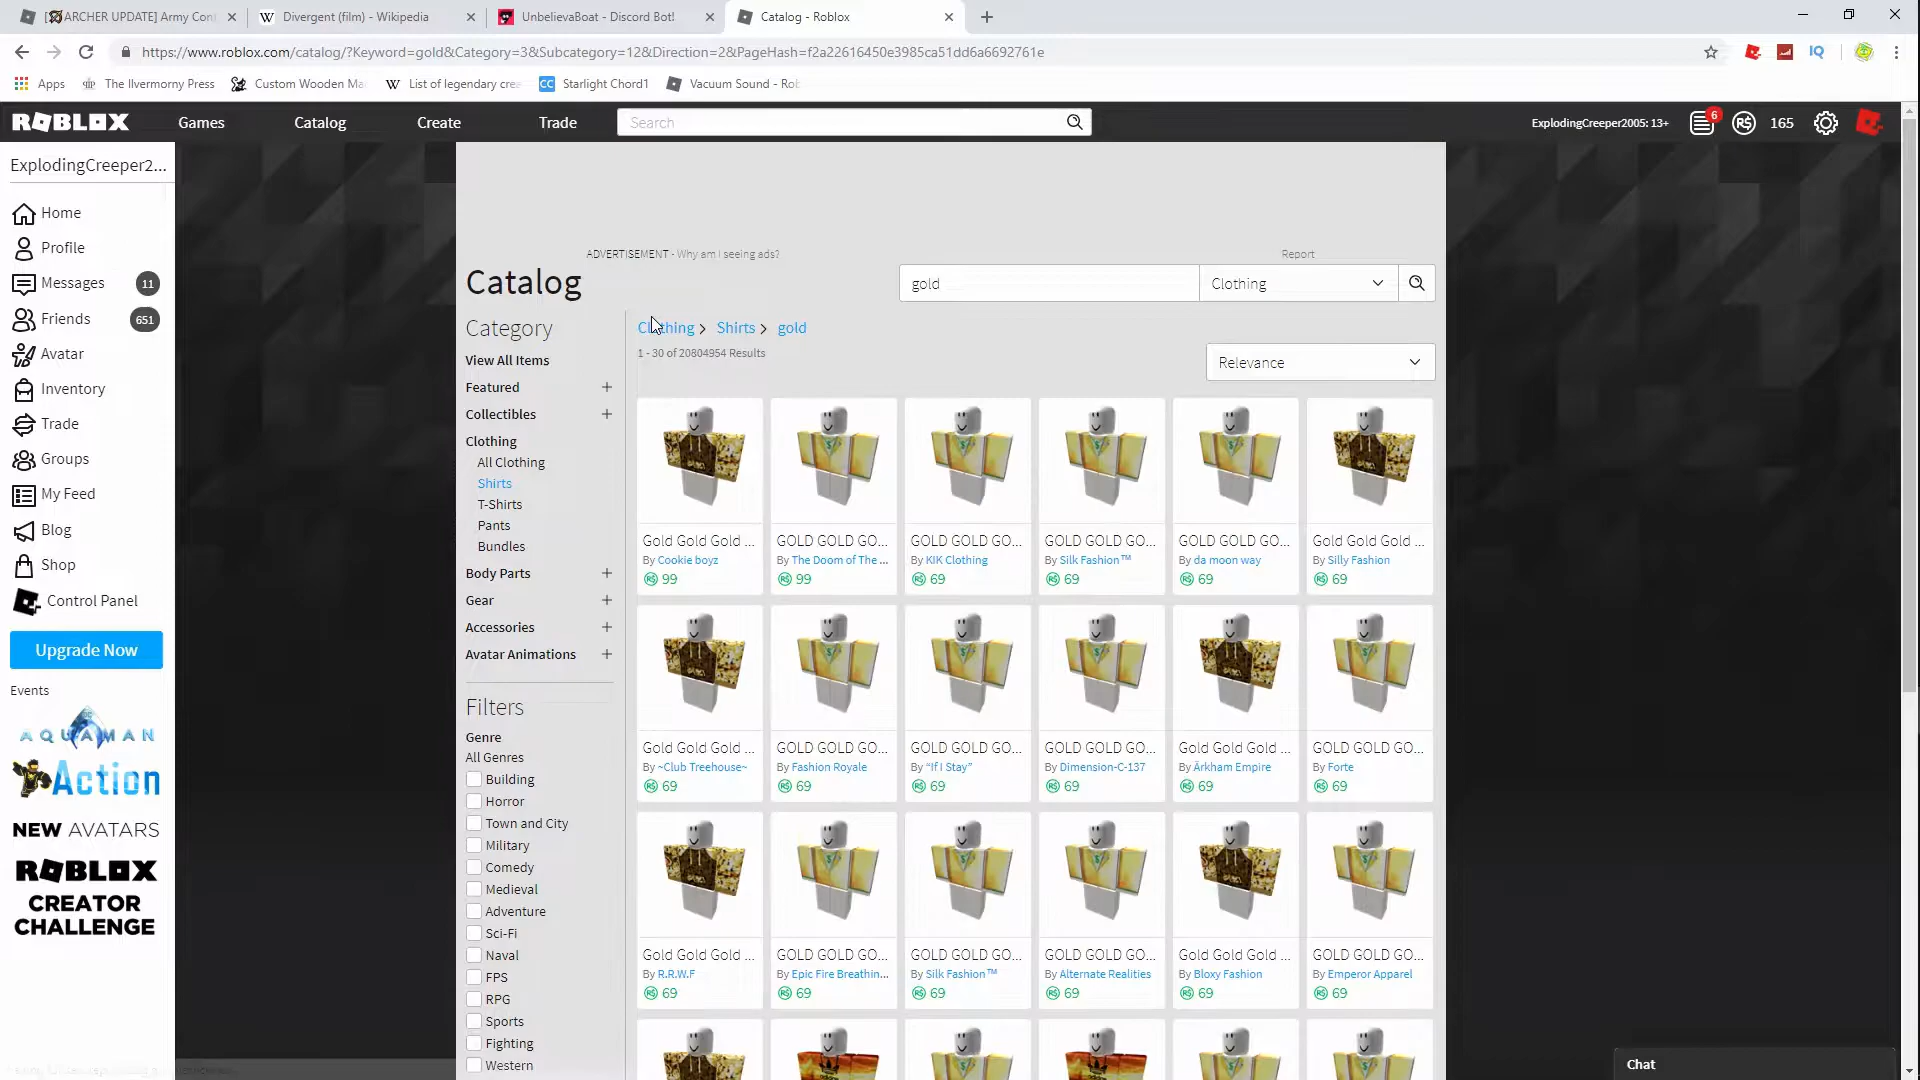 [ARCHER UPDATE] Army Con
Divergent (film) - Wikipedia
UnbelievaBoat - Discord Bot!
Catalog - Roblox
https://www.roblox.com/catalog/?Keyword=gold&Category=3&Subcategory=12&Direction=2&PageHash=f2a22616450e3985ca51dd6a6692761e
IQ
Apps
The Ilvermorny Press
Custom Wooden Ma
List of legendary crea
CC Starlight Chord1
Vacuum Sound - Rob
ROBLOX
Games
Catalog
Create
Trade
Search
ExplodingCreeper2005: 13+
6
165
ExplodingCreeper2...
Home
Profile
Messages 11
Friends 651
Avatar
Inventory
Trade
Groups
My Feed
Blog
Shop
Control Panel
Upgrade Now
Events
AQUAMAN
Action
NEW AVATARS
ROBLOX
CREATOR
CHALLENGE
ADVERTISEMENT - Why am I seeing ads?
Report
Catalog
gold
Clothing
Category
View All Items
Featured +
Collectibles +
Clothing
All Clothing
Shirts
T-Shirts
Pants
Bundles
Body Parts +
Gear +
Accessories +
Avatar Animations +
Filters
Genre
All Genres
Building
Horror
Town and City
Military
Comedy
Medieval
Adventure
Sci-Fi
Naval
FPS
RPG
Sports
Fighting
Western
Clothing > Shirts > gold
1 - 30 of 20804954 Results
Relevance
Gold Gold Gold ...
By Cookie boyz
R$ 99
GOLD GOLD GO...
By The Doom of The ...
R$ 99
GOLD GOLD GO...
By KIK Clothing
R$ 69
GOLD GOLD GO...
By Silk Fashion™
R$ 69
GOLD GOLD GO...
By da moon way
R$ 69
Gold Gold Gold ...
By Silly Fashion
R$ 69
Gold Gold Gold ...
By ~Club Treehouse~
R$ 69
GOLD GOLD GO...
By Fashion Royale
R$ 69
GOLD GOLD GO...
By “If I Stay”
R$ 69
GOLD GOLD GO...
By Dimension-C-137
R$ 69
Gold Gold Gold ...
By Ärkham Empire
R$ 69
GOLD GOLD GO...
By Forte
R$ 69
Gold Gold Gold ...
By R.R.W.F
R$ 69
GOLD GOLD GO...
By Epic Fire Breathin...
R$ 69
GOLD GOLD GO...
By Silk Fashion™
R$ 69
GOLD GOLD GO...
By Alternate Realities
R$ 69
Gold Gold Gold ...
By Bloxy Fashion
R$ 69
GOLD GOLD GO...
By Emperor Apparel
R$ 69
Chat